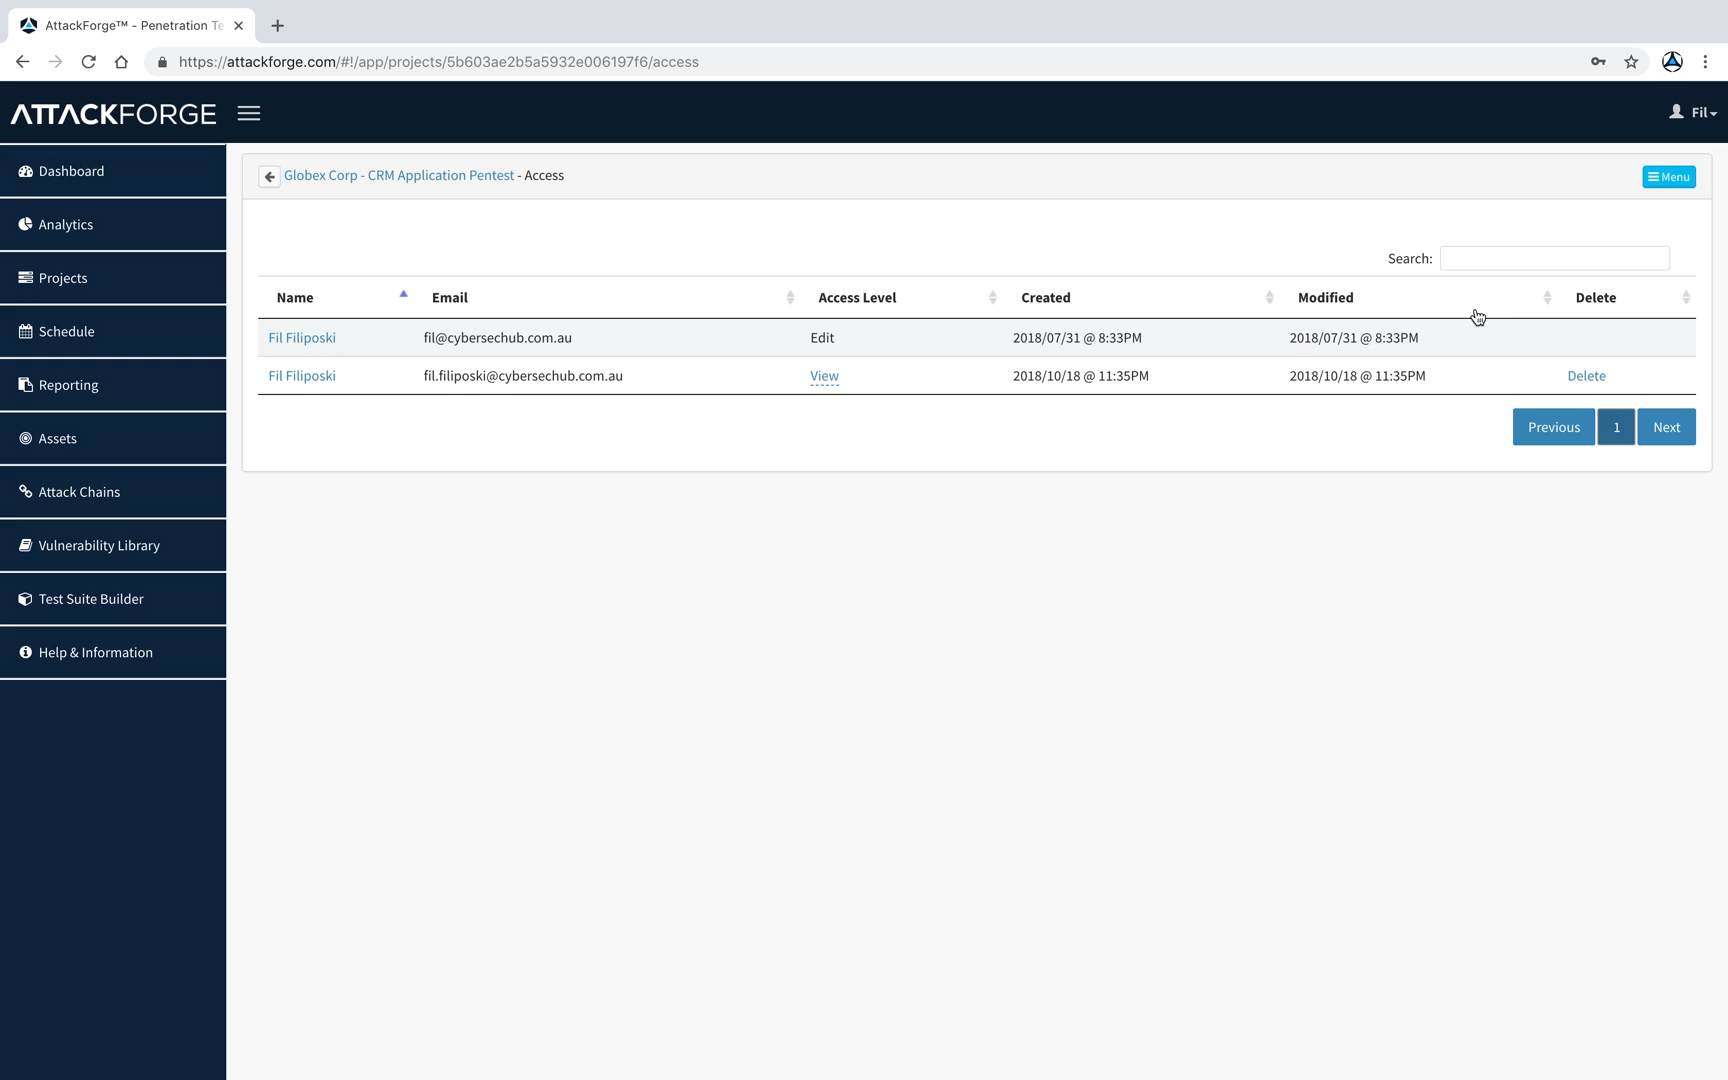 AttackForge™ - Penetration Te
https://attackforge.com/#!/app/projects/5b603ae2b5a5932e006197f6/access
ATTACKFORGE
Fil
Dashboard
Analytics
Projects
Schedule
Reporting
Assets
Attack Chains
Vulnerability Library
Test Suite Builder
Help & Information
Globex Corp - CRM Application Pentest - Access
Menu
Search:
Name Email Access Level Created Modified Delete
Fil Filiposki fil@cybersechub.com.au Edit 2018/07/31 @ 8:33PM 2018/07/31 @ 8:33PM
Fil Filiposki fil.filiposki@cybersechub.com.au View 2018/10/18 @ 11:35PM 2018/10/18 @ 11:35PM Delete
Previous 1 Next